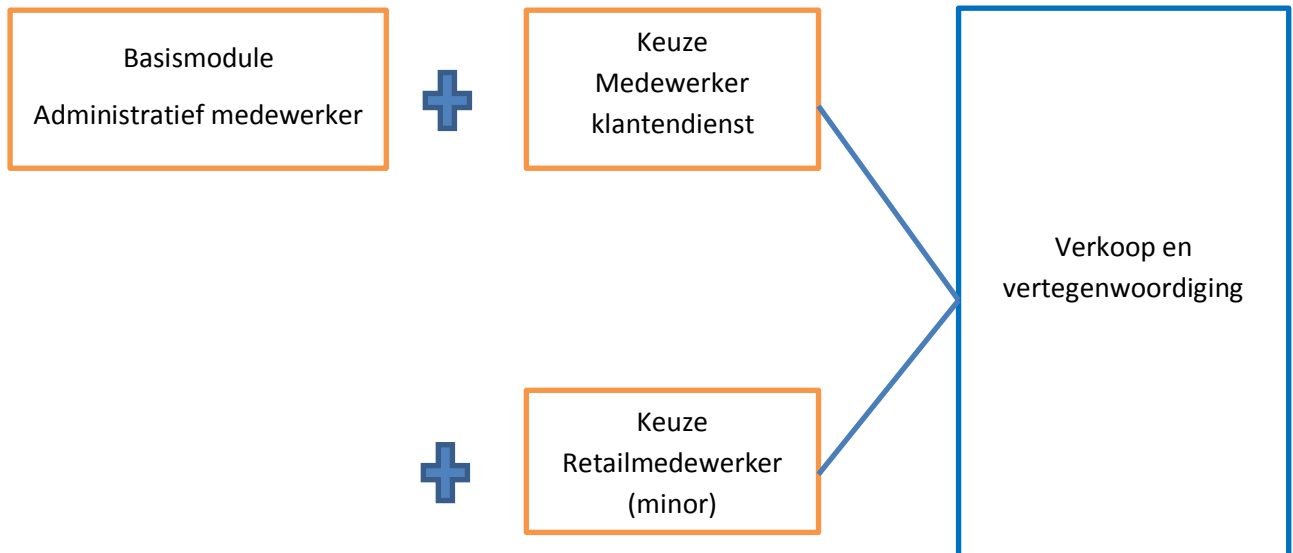 Basismodule
Administratief medewerker
Keuze
Medewerker
klantendienst
Keuze
Retailmedewerker
(minor)
Verkoop en
vertegenwoordiging